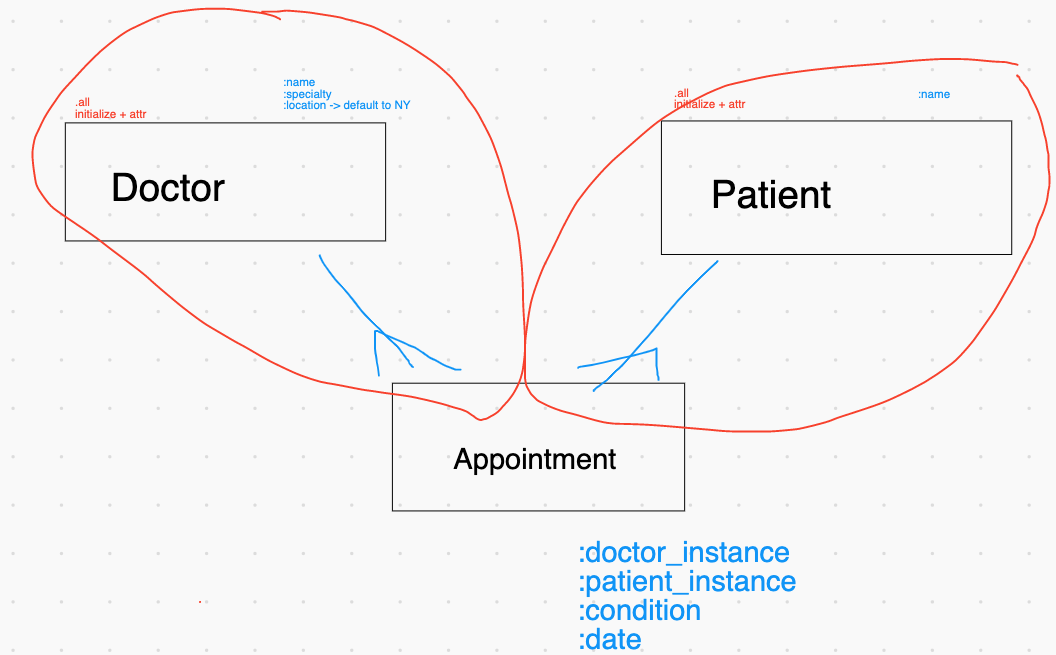 :name
:specialty
:location -> default to NY
.all
initialize + attr
Doctor
.all
initialize + attr
:name
Patient
Appointment
:doctor_instance
:patient_instance
:condition
:date